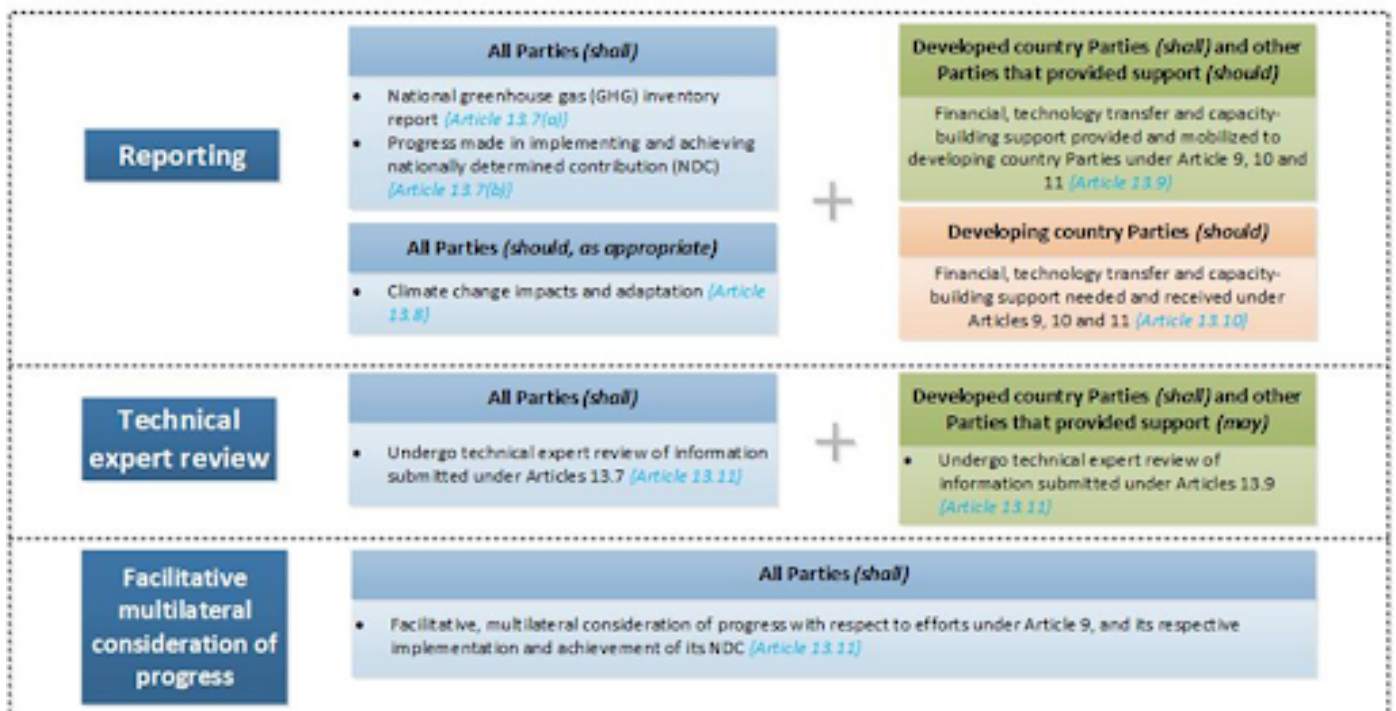 Reporting
All Parties (shall)
• National greenhouse gas (GHG) inventory
report (Article 13.7(a))
• Progress made in implementing and achieving
nationally determined contribution (NDC)
(Article 13.7(b))
All Parties (should, as appropriate)
• Climate change impacts and adaptation (Article
13.8)
+
Developed country Parties (shall) and other
Parties that provided support (should)
Financial, technology transfer and capacity-
building support provided and mobilized to
developing country Parties under Article 9, 10 and
11 (Article 13.9)
Developing country Parties (should)
Financial, technology transfer and capacity-
building support needed and received under
Articles 9, 10 and 11 (Article 13.10)
Technical
expert review
All Parties (shall)
• Undergo technical expert review of information
submitted under Articles 13.7 (Article 13.11)
+
Developed country Parties (shall) and other
Parties that provided support (may)
• Undergo technical expert review of
information submitted under Articles 13.9
(Article 13.11)
Facilitative
multilateral
consideration of
progress
All Parties (shall)
• Facilitative, multilateral consideration of progress with respect to efforts under Article 9, and its respective
implementation and achievement of its NDC (Article 13.11)